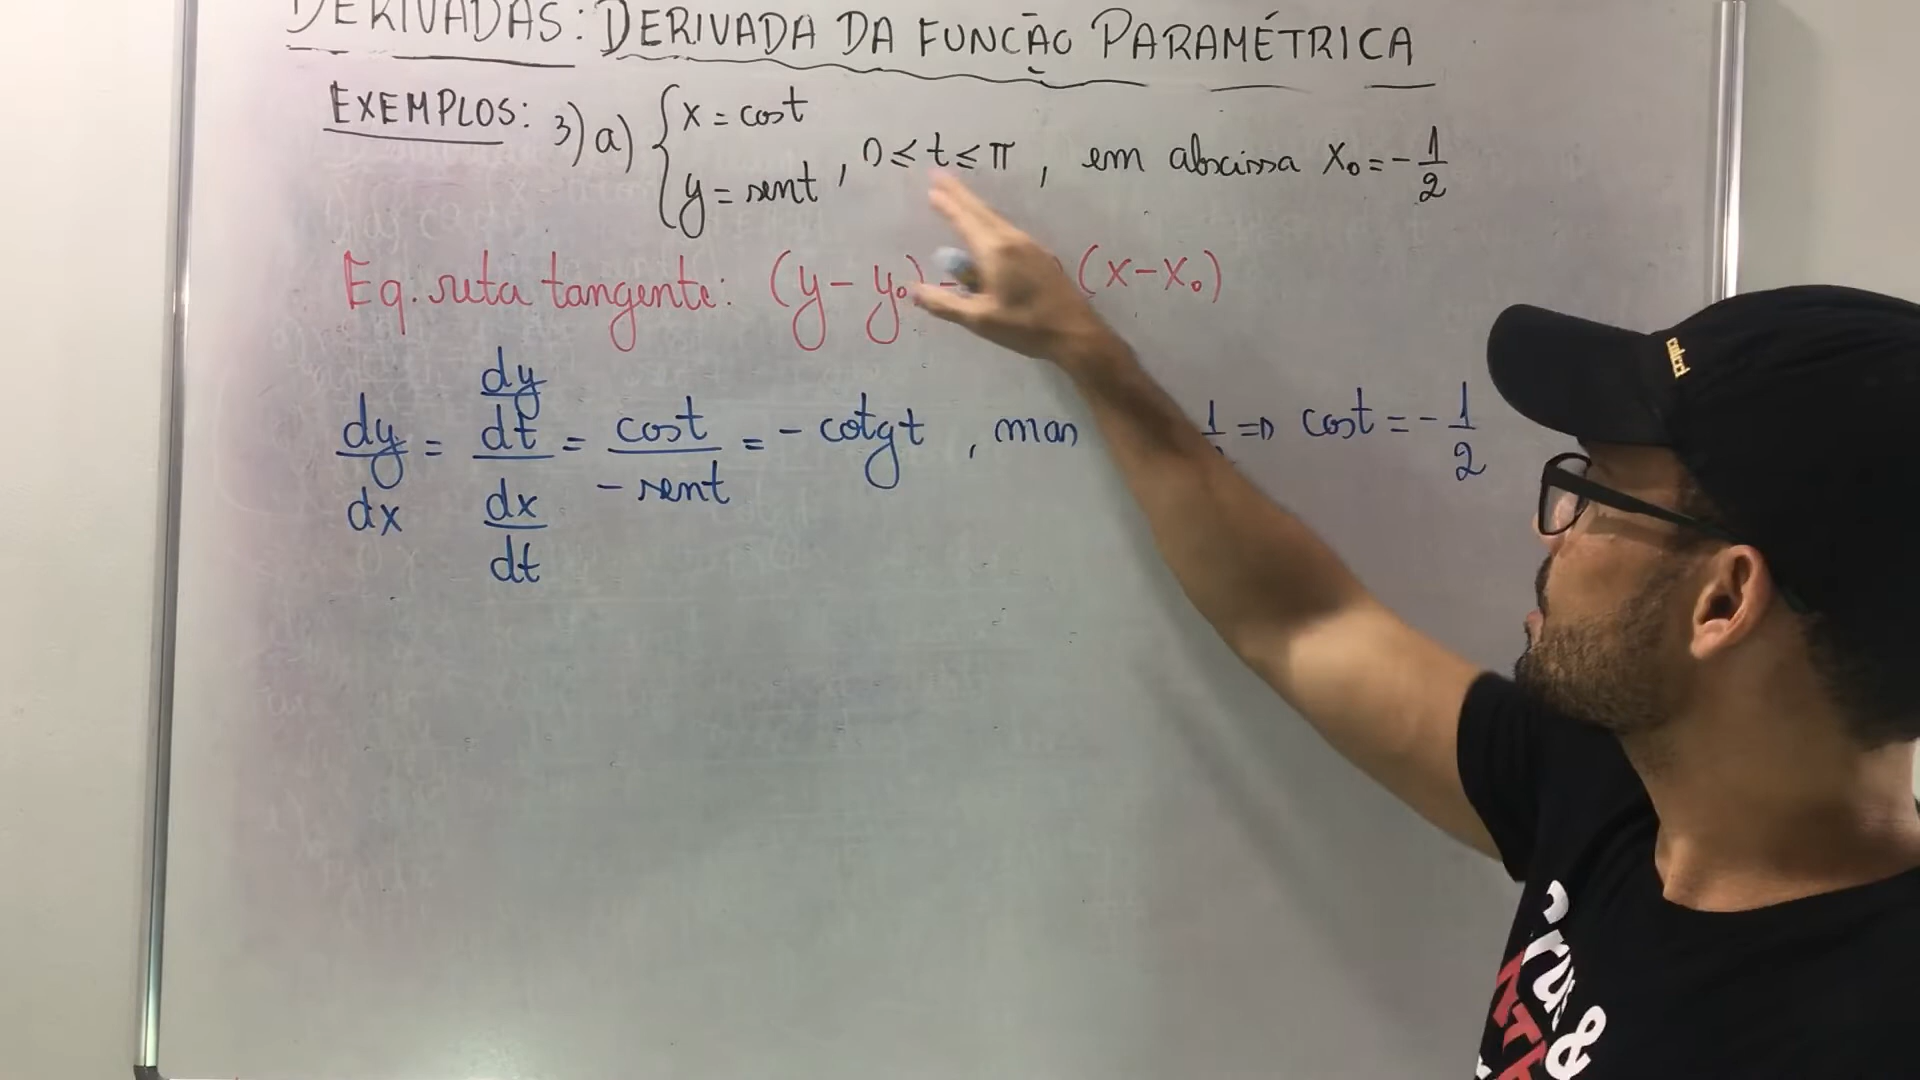 DERIVADAS: DERIVADA DA FUNÇÃO PARAMÉTRICA
EXEMPLOS: 3) a) { x = cost
y = sent , 0 ≤ t ≤ π , em abscissa x₀ = - 1/2
Eq. reta tangente: (y - y₀) (x - x₀)
dy/dx = (dy/dt)/(dx/dt) = cost/-sent = - cotgt , mas 1 ⇒ cost = - 1/2